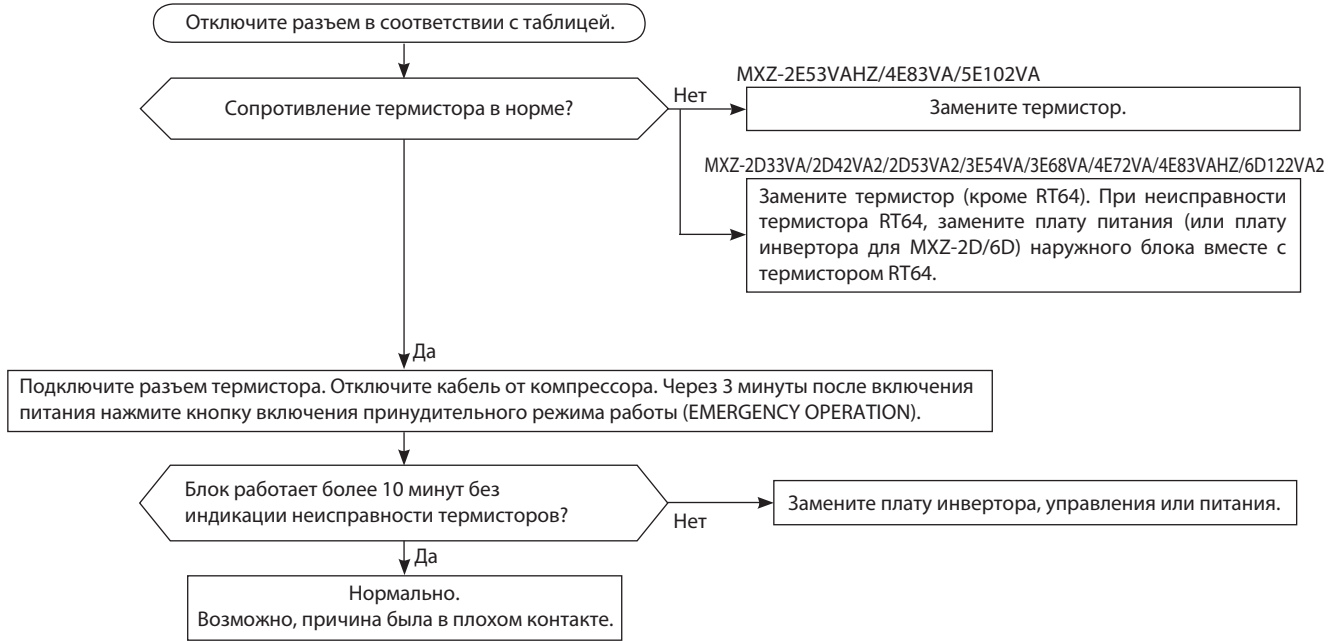 Отключите разъем в соответствии с таблицей.
Сопротивление термистора в норме?
Нет
MXZ-2E53VAHZ/4E83VA/5E102VA
Замените термистор.
MXZ-2D33VA/2D42VA2/2D53VA2/3E54VA/3E68VA/4E72VA/4E83VAHZ/6D122VA2
Замените термистор (кроме RT64). При неисправности
термистора RT64, замените плату питания (или плату
инвертора для MXZ-2D/6D) наружного блока вместе с
термистором RT64.
Да
Подключите разъем термистора. Отключите кабель от компрессора. Через 3 минуты после включения
питания нажмите кнопку включения принудительного режима работы (EMERGENCY OPERATION).
Блок работает более 10 минут без
индикации неисправности термисторов?
Нет
Замените плату инвертора, управления или питания.
Да
Нормально.
Возможно, причина была в плохом контакте.